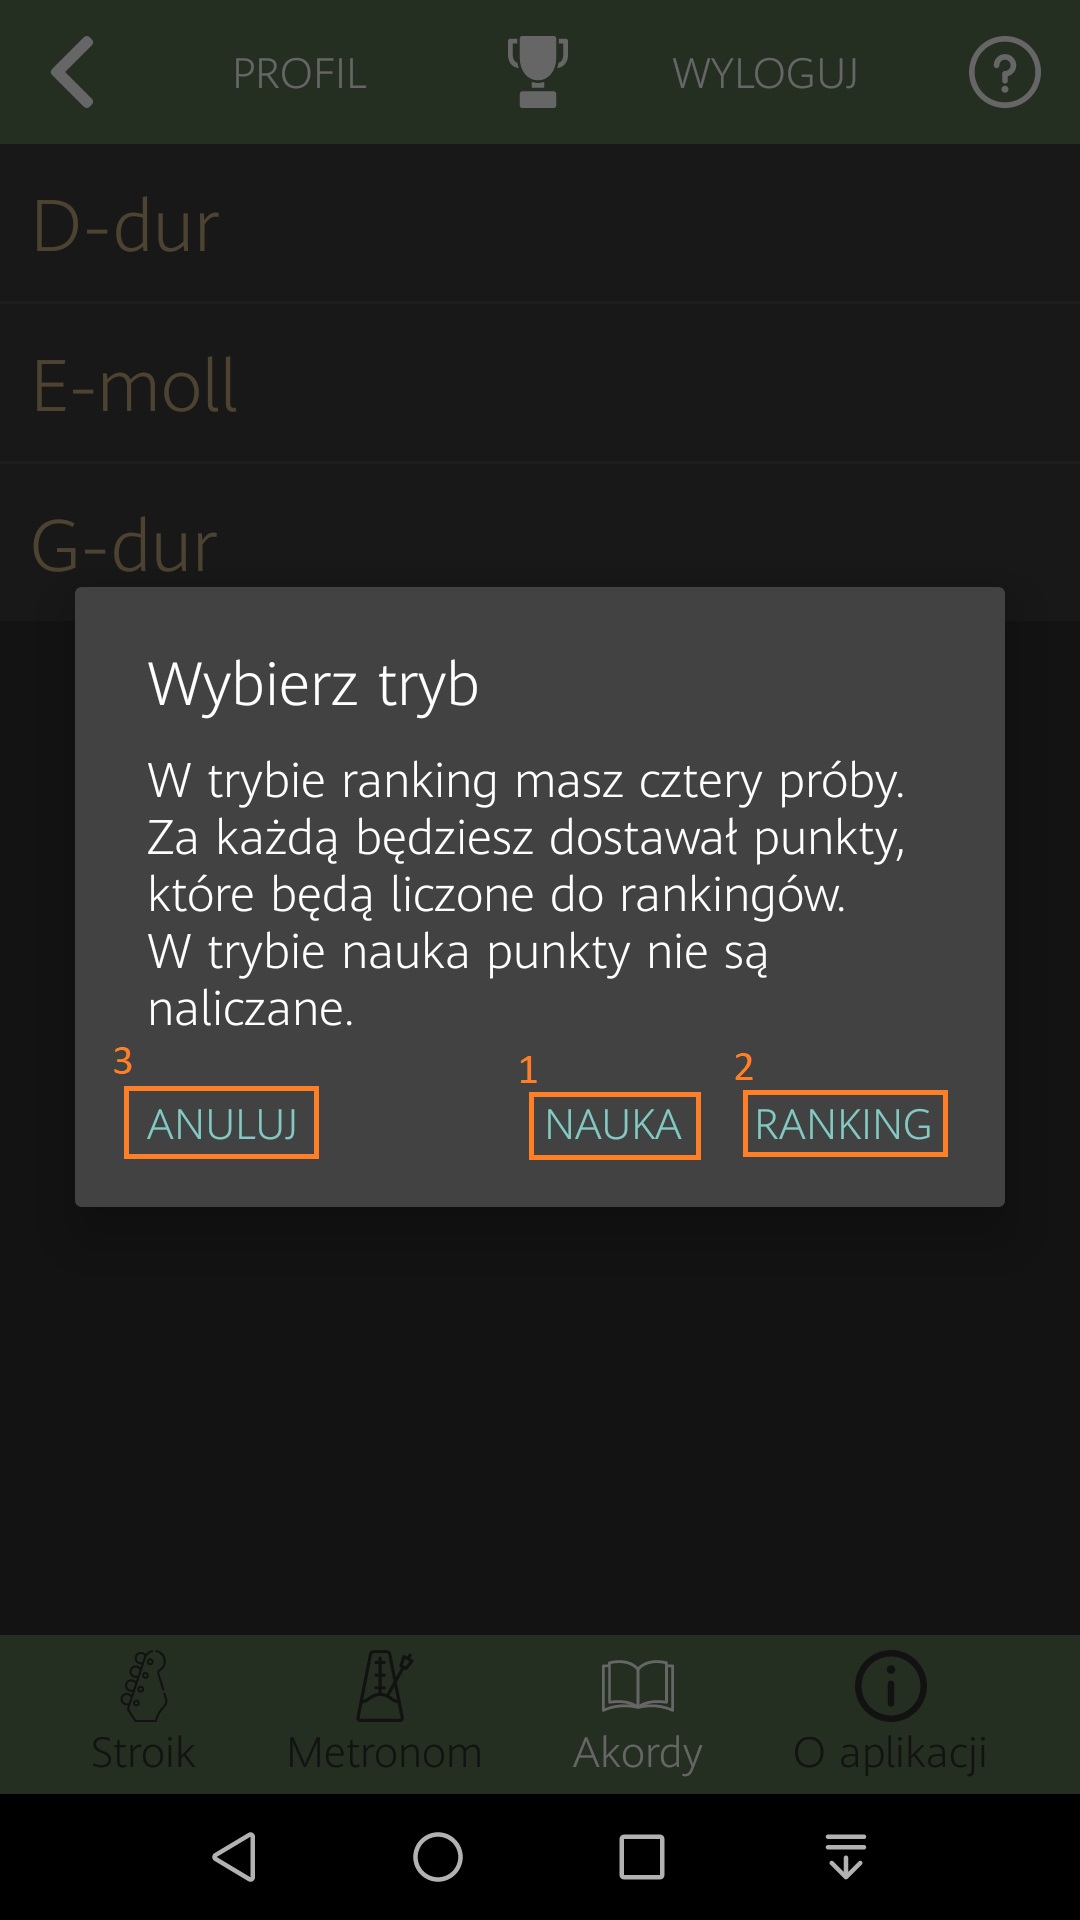 PROFIL WYLOGUJ ?
D-dur
E-moll
G-dur
Wybierz tryb
W trybie ranking masz cztery próby.
Za każdą będziesz dostawał punkty,
które będą liczone do rankingów.
W trybie nauka punkty nie są
naliczane.
3 1 2
ANULUJ NAUKA RANKING
Stroik Metronom Akordy O aplikacji